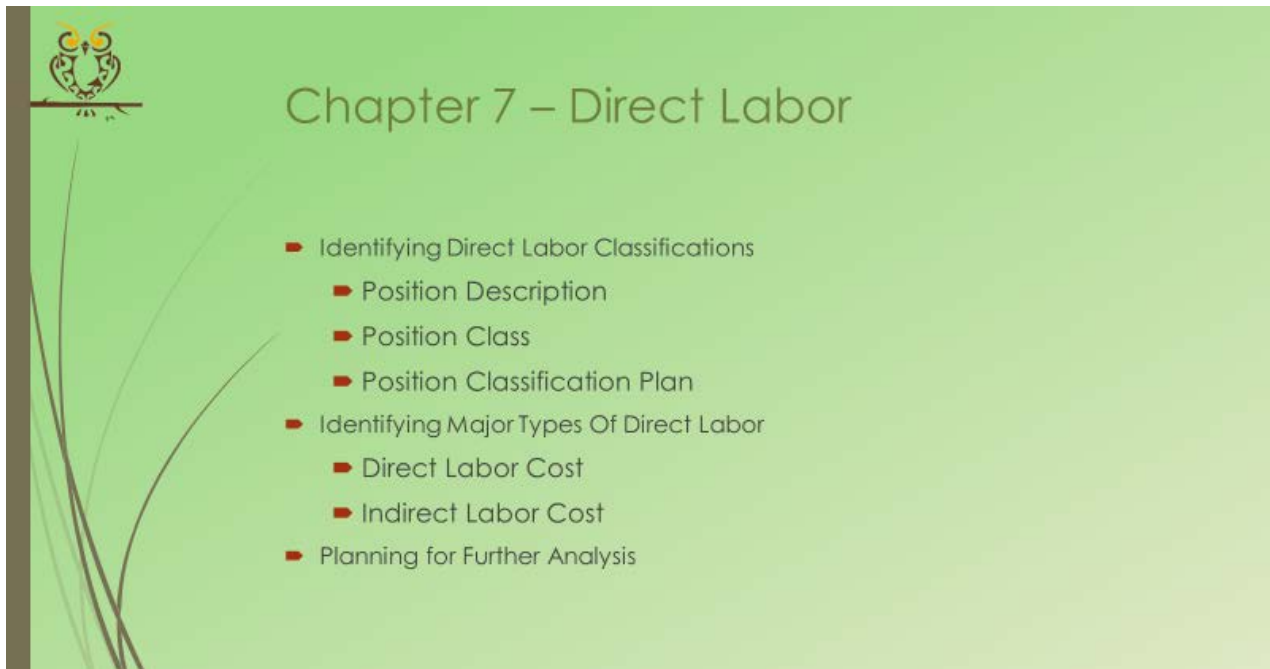 Chapter 7 – Direct Labor
Identifying Direct Labor Classifications
Position Description
Position Class
Position Classification Plan
Identifying Major Types Of Direct Labor
Direct Labor Cost
Indirect Labor Cost
Planning for Further Analysis